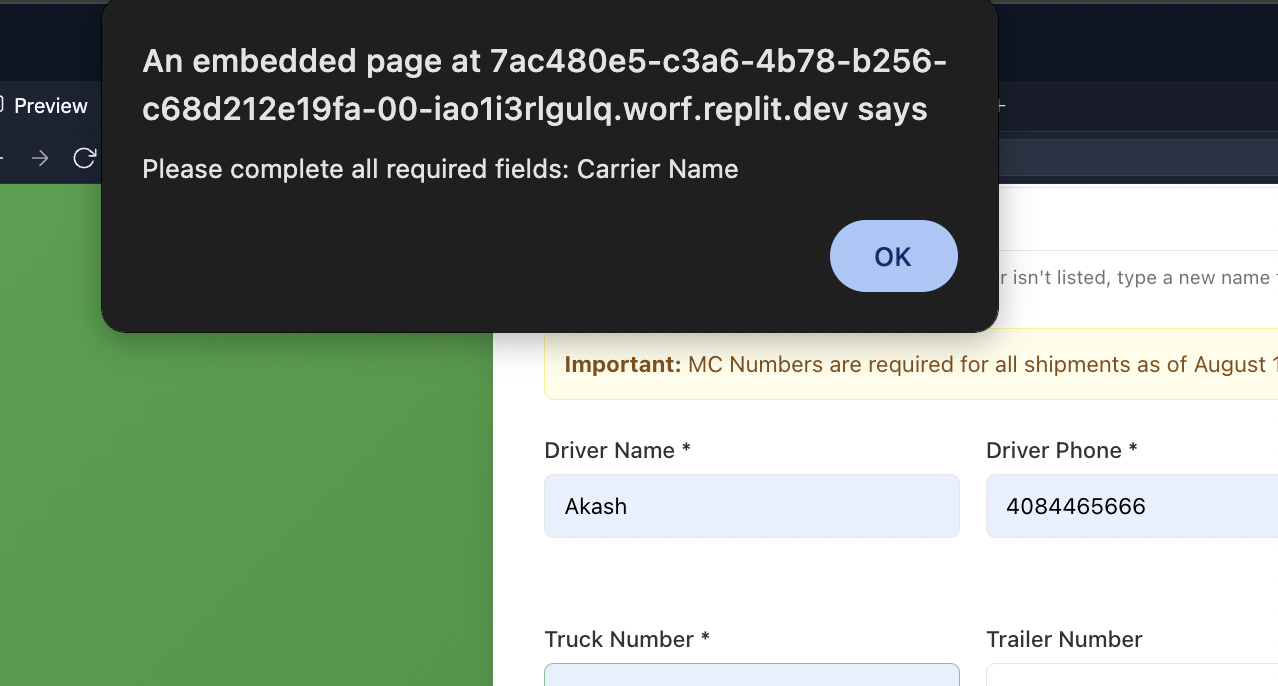 An embedded page at 7ac480e5-c3a6-4b78-b256-
c68d212e19fa-00-iao1i3rlgulq.worf.replit.dev says
Preview
Please complete all required fields: Carrier Name
OK
isn't listed, type a new name
Important: MC Numbers are required for all shipments as of August 1
Driver Name *
Driver Phone *
Akash
4084465666
Truck Number *
Trailer Number